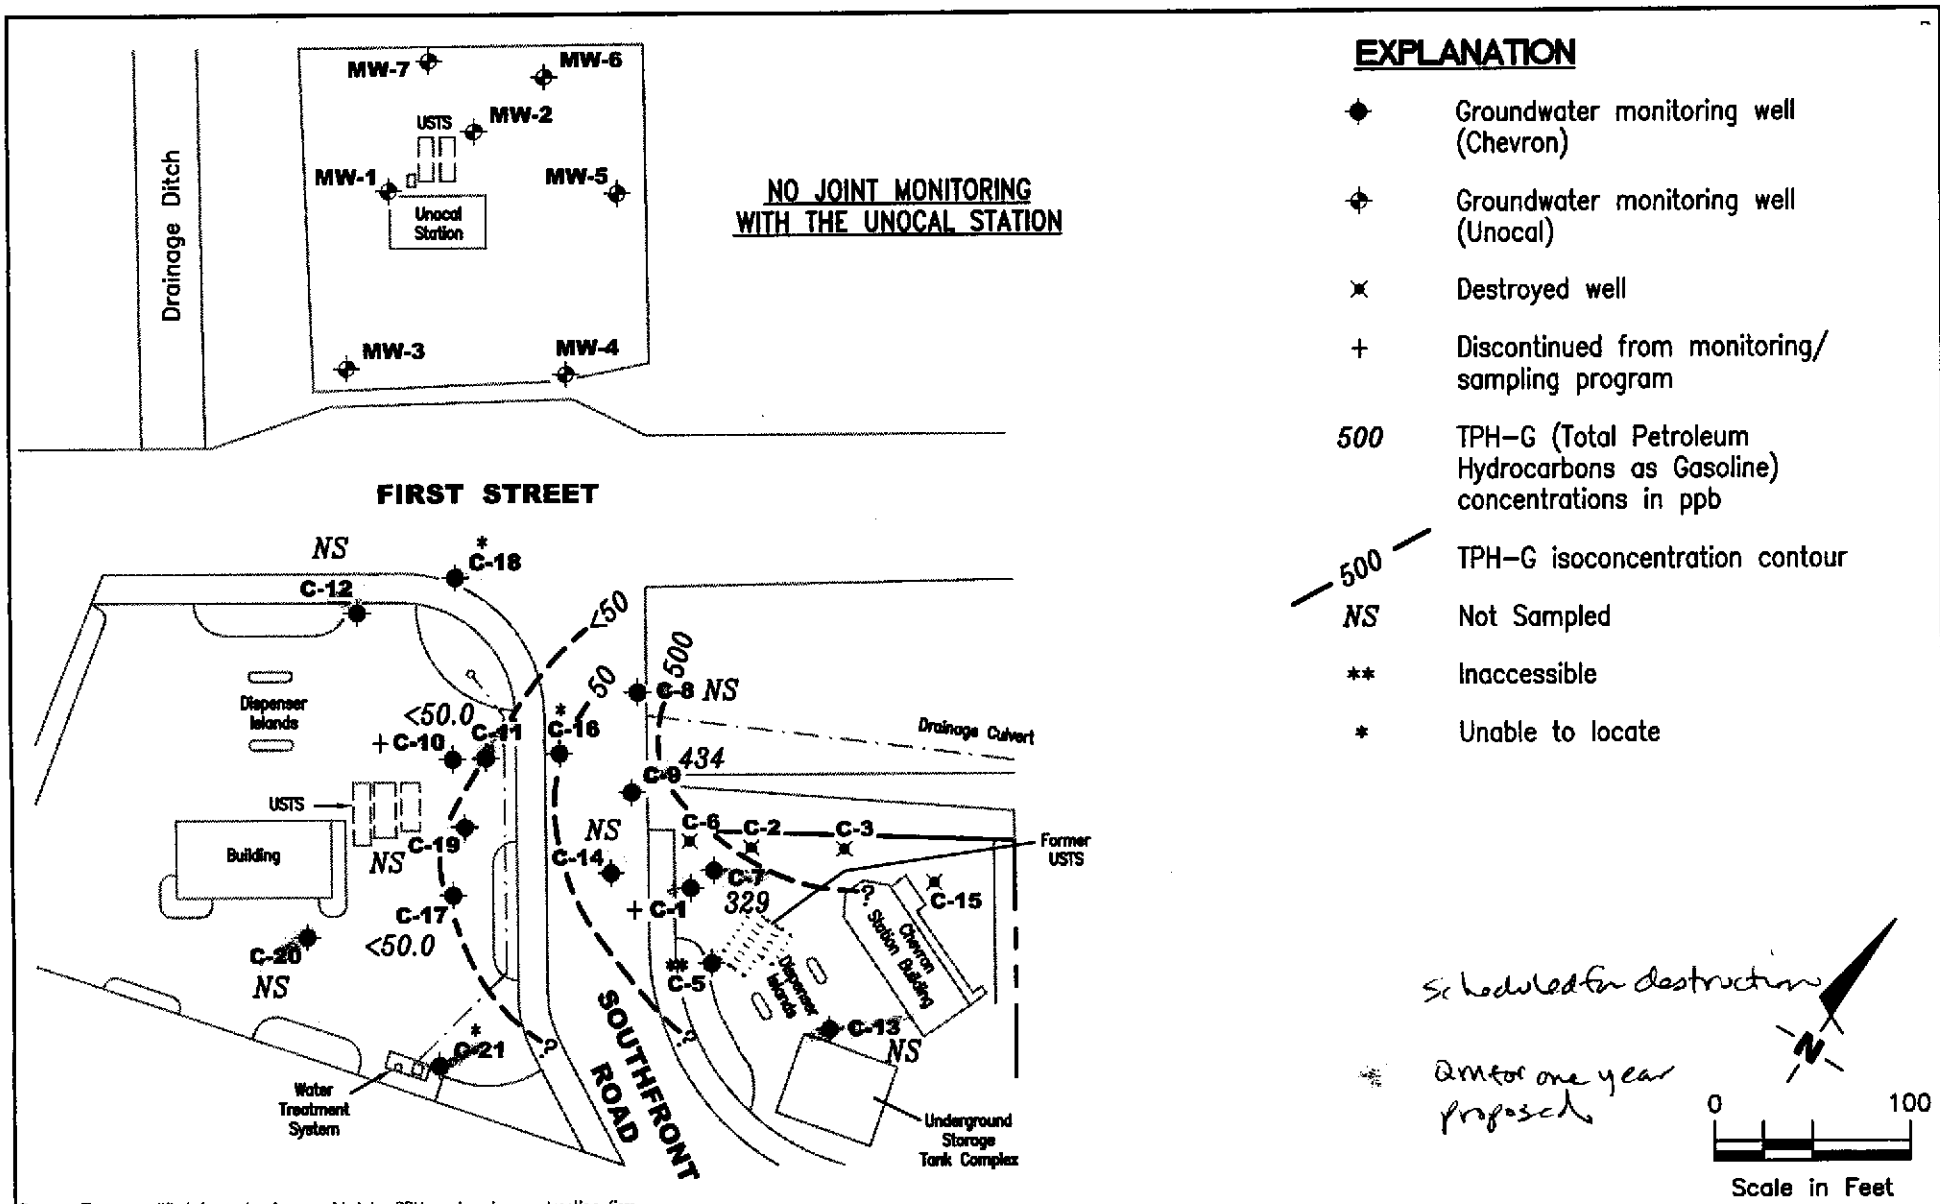 EXPLANATION
Groundwater monitoring well
(Chevron)
Groundwater monitoring well
(Unocal)
Destroyed well
+ Discontinued from monitoring/
sampling program
500 TPH-G (Total Petroleum
Hydrocarbons as Gasoline)
concentrations in ppb
500 TPH-G isoconcentration contour
NS Not Sampled
** Inaccessible
* Unable to locate
MW-7
MW-6
USTS
MW-2
MW-1
MW-5
Unocal
Station
Drainage Ditch
NO JOINT MONITORING
WITH THE UNOCAL STATION
MW-3
MW-4
FIRST STREET
NS
*
C-18
C-12
<50
50
500
C-8 NS
Dispenser
Islands
<50.0
*
C-16
C-11
+ C-10
Drainage Culvert
434
C-9
USTS
C-6
C-2
C-3
NS
C-14
Former
USTS
Building
NS
C-19
C-7
329
+ C-1
?
C-15
C-17
<50.0
C-20
NS
**
C-5
Dispenser
Islands
Chevron
Station Building
C-13
NS
*
C-21
?
?
SOUTHFRONT
ROAD
Water
Treatment
System
Underground
Storage
Tank Complex
scheduled for destruction
QM for one year
proposed
N
0 100
Scale in Feet